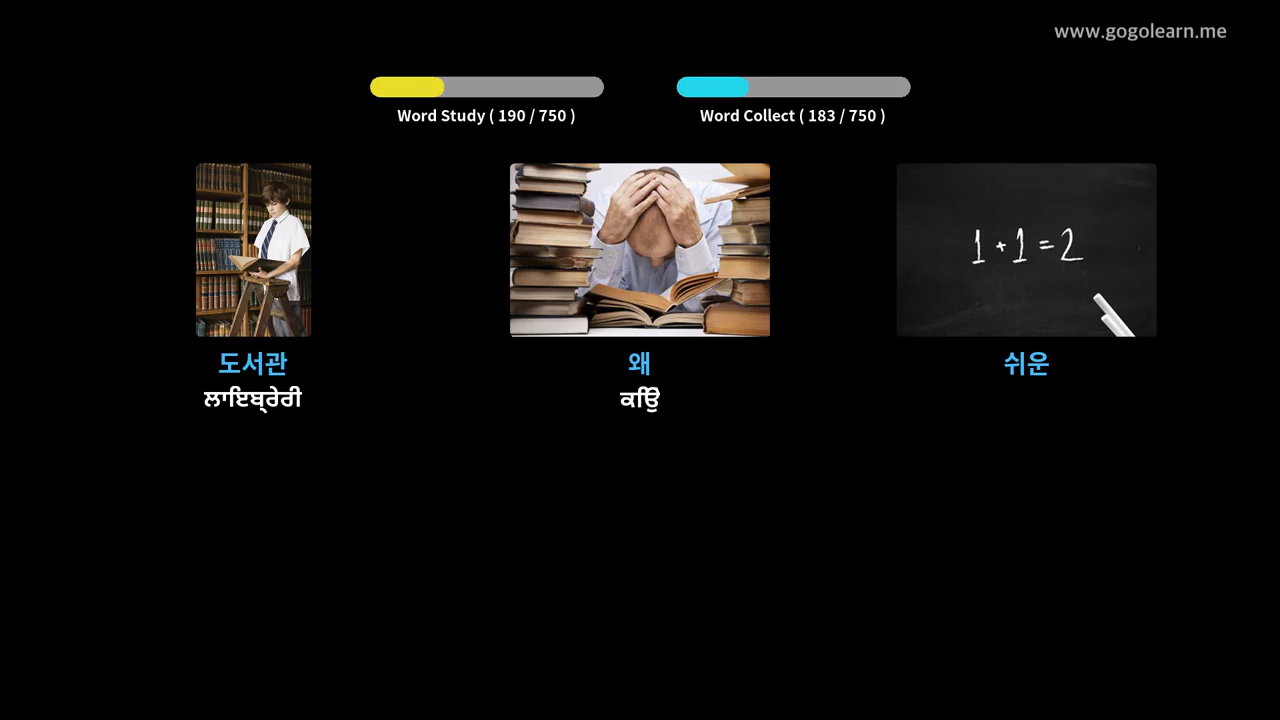 www.gogolearn.me
Word Study ( 190 / 750 )
Word Collect ( 183 / 750 )
1 + 1 = 2
도서관
왜
쉬운
ਲਾਇਬ੍ਰੇਰੀ
ਕਇਉਂ